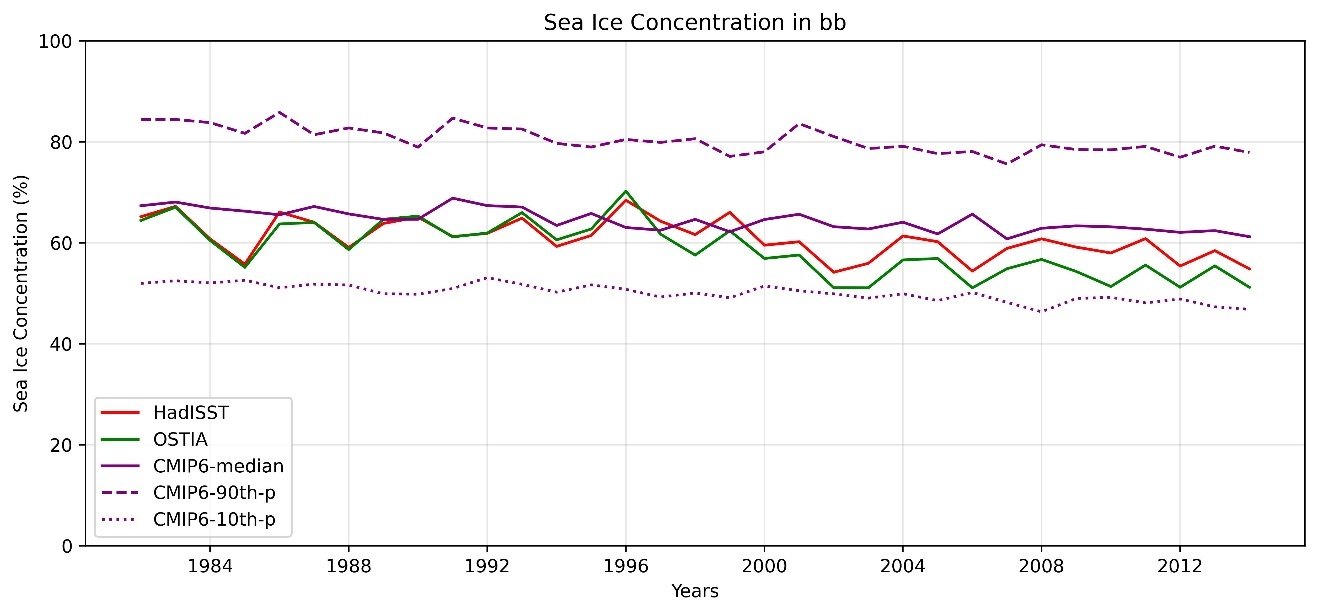 Sea Ice Concentration in bb
Sea Ice Concentration (%)
100
80
60
40
20
0
HadISST
OSTIA
CMIP6-median
CMIP6-90th-p
CMIP6-10th-p
1984 1988 1992 1996 2000 2004 2008 2012
Years